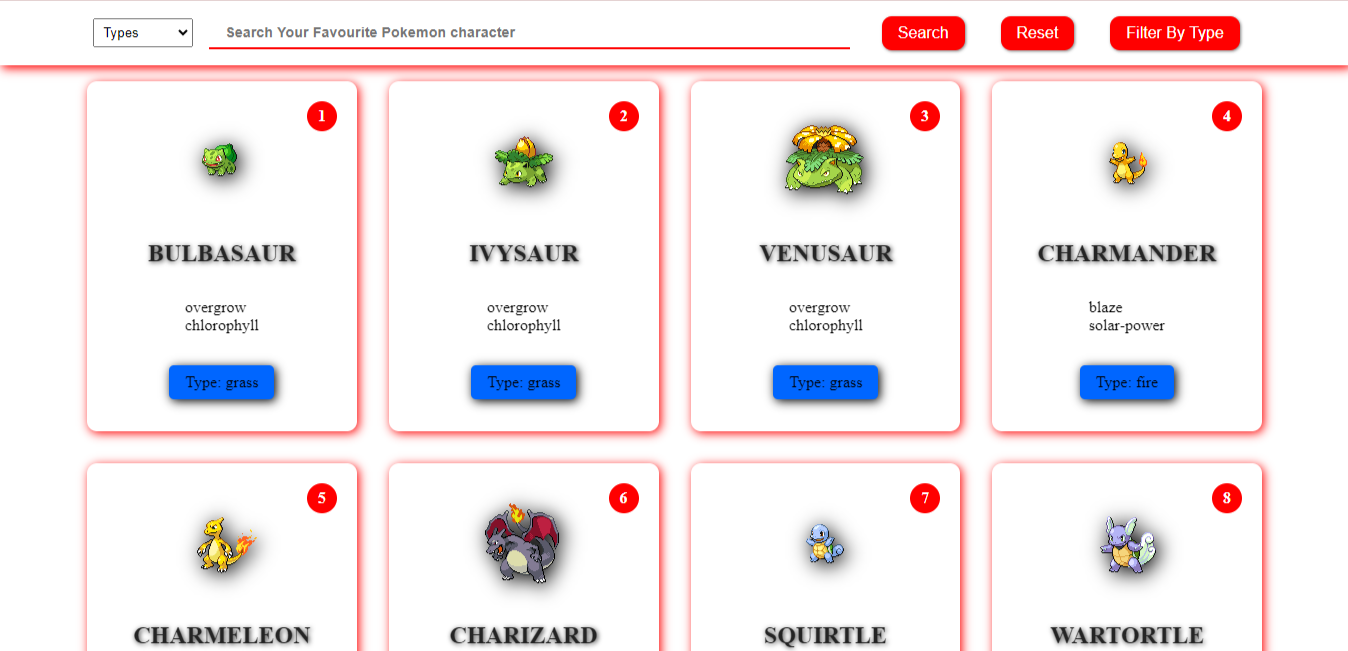 Types
Search Your Favourite Pokemon character
Search
Reset
Filter By Type
1
BULBASAUR
overgrow
chlorophyll
Type: grass
2
IVYSAUR
overgrow
chlorophyll
Type: grass
3
VENUSAUR
overgrow
chlorophyll
Type: grass
4
CHARMANDER
blaze
solar-power
Type: fire
5
CHARMELEON
6
CHARIZARD
7
SQUIRTLE
8
WARTORTLE